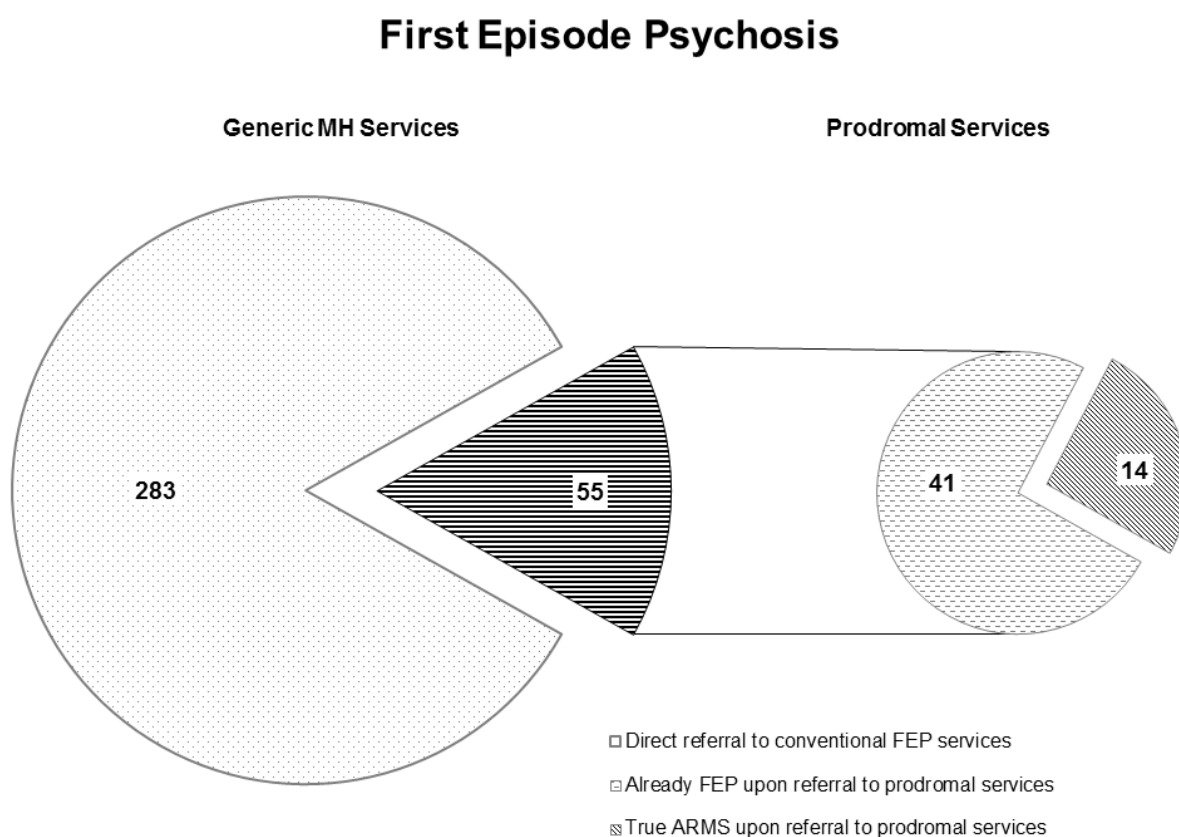 First Episode Psychosis
Generic MH Services
Prodromal Services
283
55
41
14
Direct referral to conventional FEP services
Already FEP upon referral to prodromal services
True ARMS upon referral to prodromal services